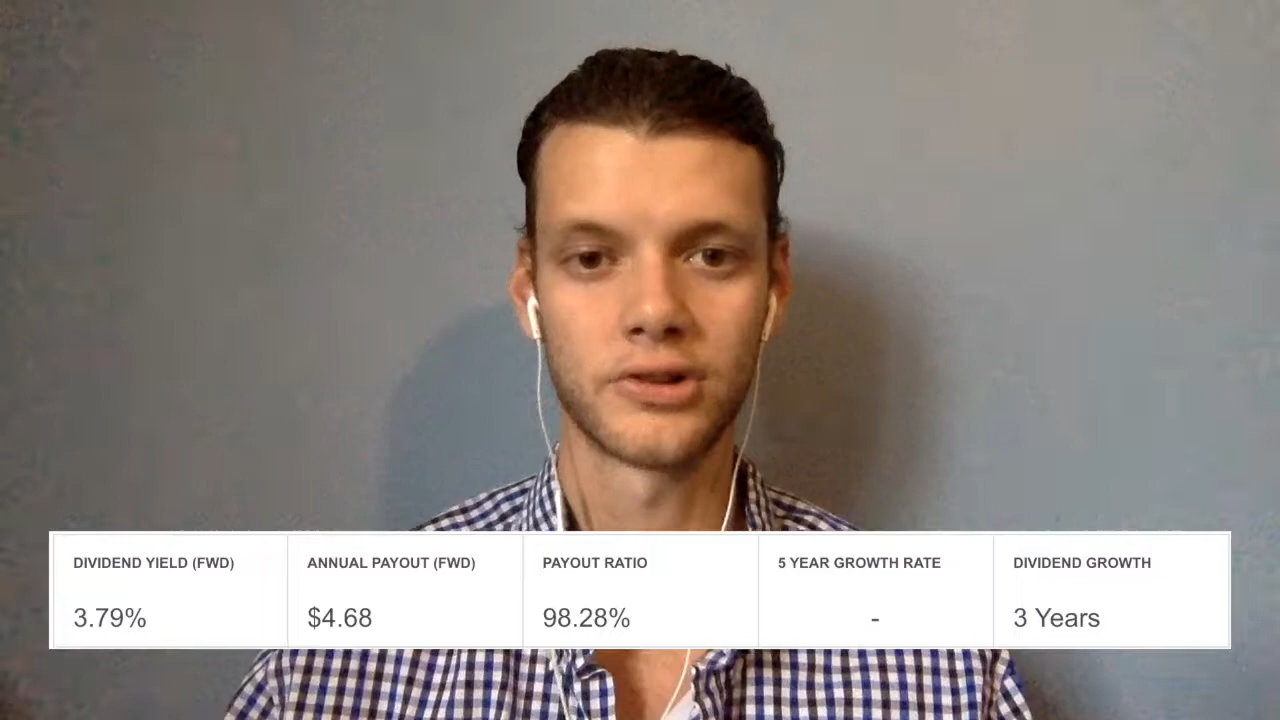 DIVIDEND YIELD (FWD) ANNUAL PAYOUT (FWD) PAYOUT RATIO 5 YEAR GROWTH RATE DIVIDEND GROWTH
3.79% $4.68 98.28% - 3 Years